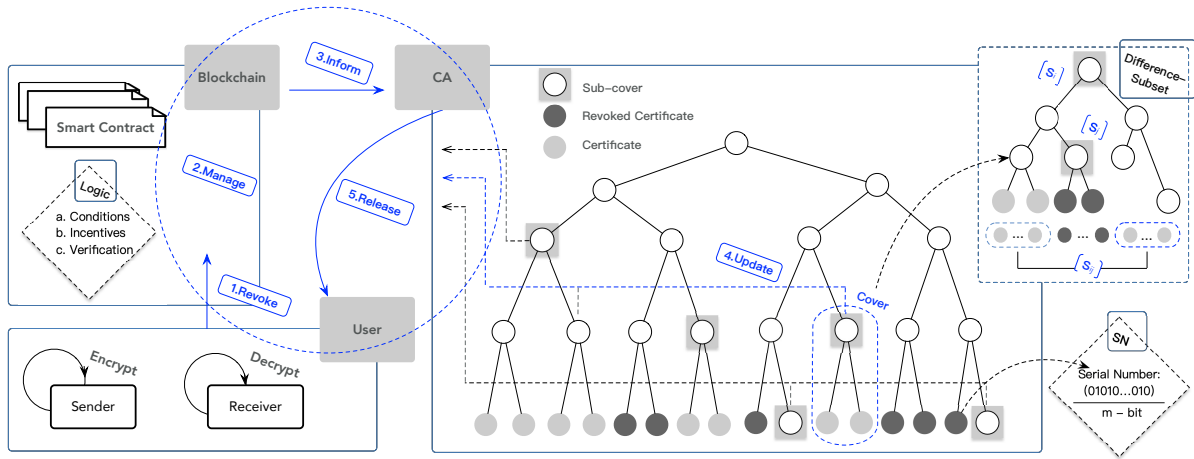 Blockchain
3.Inform
CA
Smart Contract
2.Manage
Logic
a. Conditions
b. Incentives
c. Verification
5.Release
1.Revoke
User
Encrypt
Sender
Decrypt
Receiver
Sub-cover
Revoked Certificate
Certificate
4.Update
Cover
Difference-
Subset
[Si]
[Sj]
... ... ...
[Sij]
SN
Serial Number:
(01010...010)
m - bit